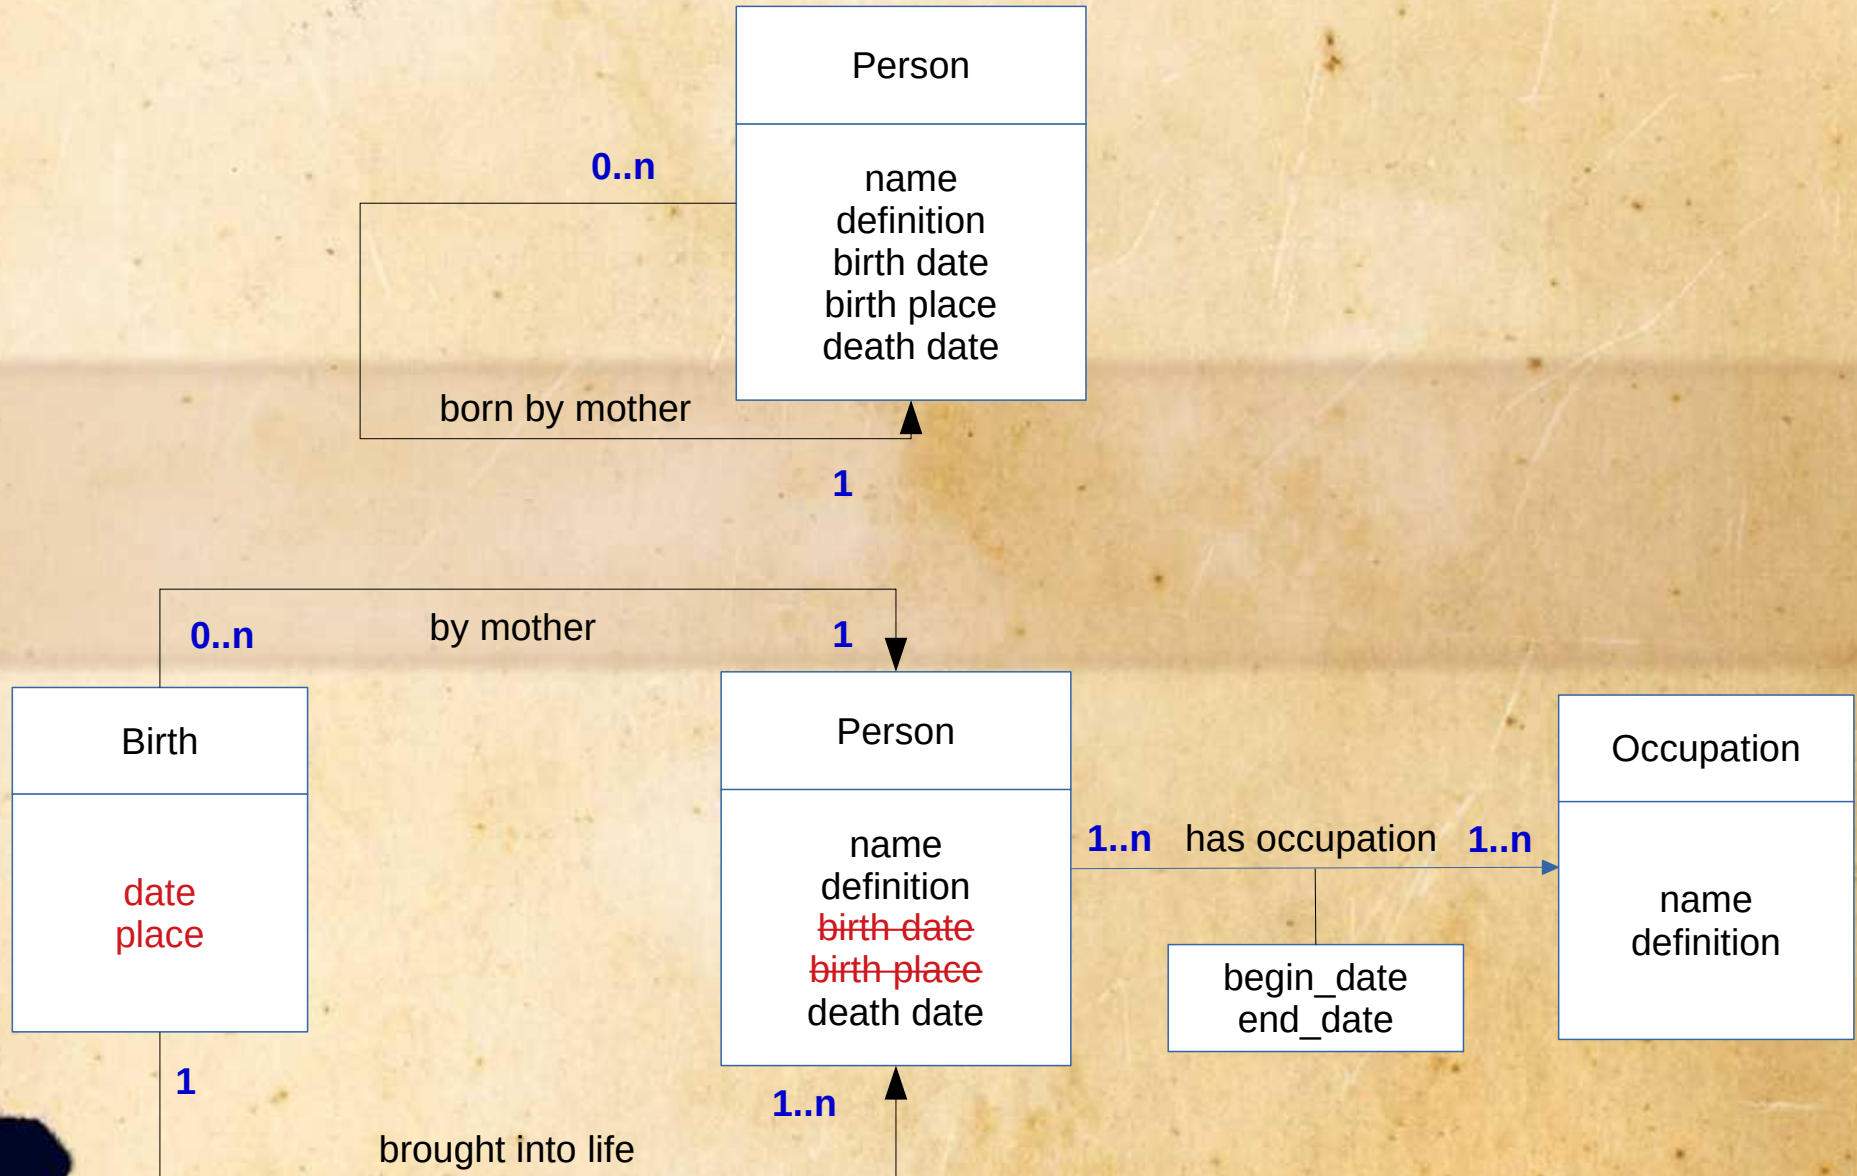 Person
0..n
name
definition
birth date
birth place
death date
born by mother
1
0..n
by mother
1
Birth
date
place
1
Person
name
definition
birth date
birth place
death date
1..n
has occupation
1..n
begin_date
end_date
Occupation
name
definition
1..n
brought into life